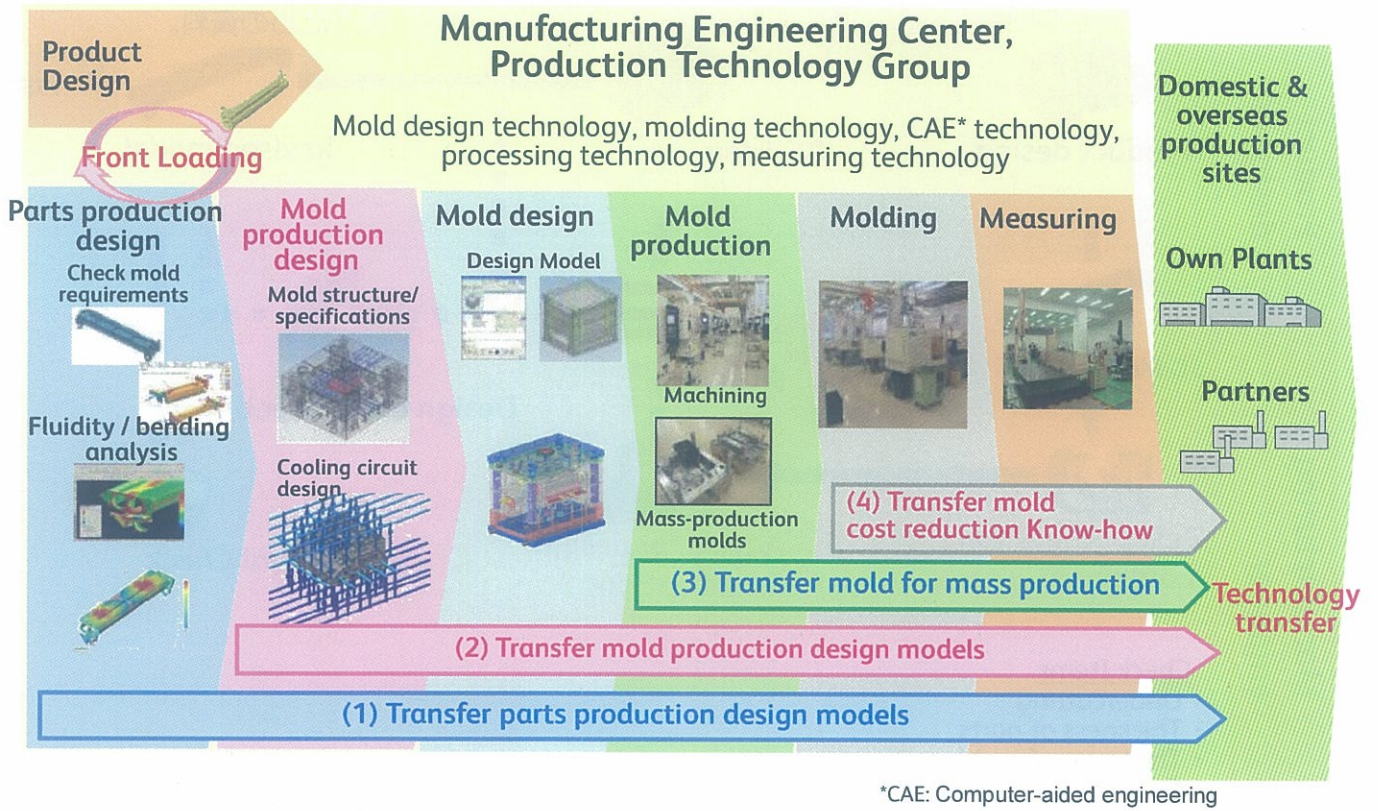 Product
Design
Front Loading
Manufacturing Engineering Center,
Production Technology Group
Mold design technology, molding technology, CAE* technology,
processing technology, measuring technology
Parts production
design
Check mold
requirements
Fluidity / bending
analysis
Mold
production
design
Mold structure/
specifications
Cooling circuit
design
Mold design
Design Model
Mold
production
Machining
Mass-production
molds
Molding
Measuring
Domestic &
overseas
production
sites
Own Plants
Partners
(4) Transfer mold
cost reduction Know-how
(3) Transfer mold for mass production
Technology
transfer
(2) Transfer mold production design models
(1) Transfer parts production design models
*CAE: Computer-aided engineering